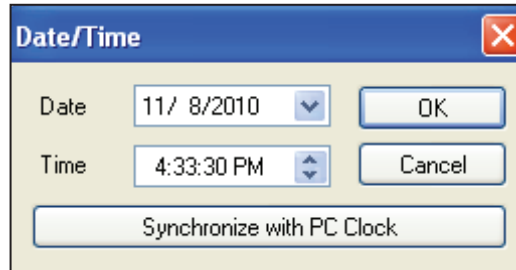 Date/Time
Date 11/ 8/2010 OK
Time 4:33:30 PM Cancel
Synchronize with PC Clock